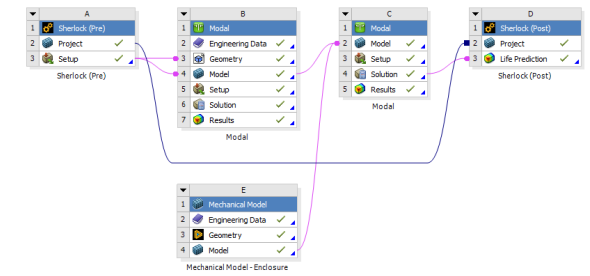 A
1 Sherlock (Pre)
2 Project
3 Setup
Sherlock (Pre)
B
1 Modal
2 Engineering Data
3 Geometry
4 Model
5 Setup
6 Solution
7 Results
Modal
C
1 Modal
2 Model
3 Setup
4 Solution
5 Results
Modal
D
1 Sherlock (Post)
2 Project
3 Life Prediction
Sherlock (Post)
E
1 Mechanical Model
2 Engineering Data
3 Geometry
4 Model
Mechanical Model - Enclosure